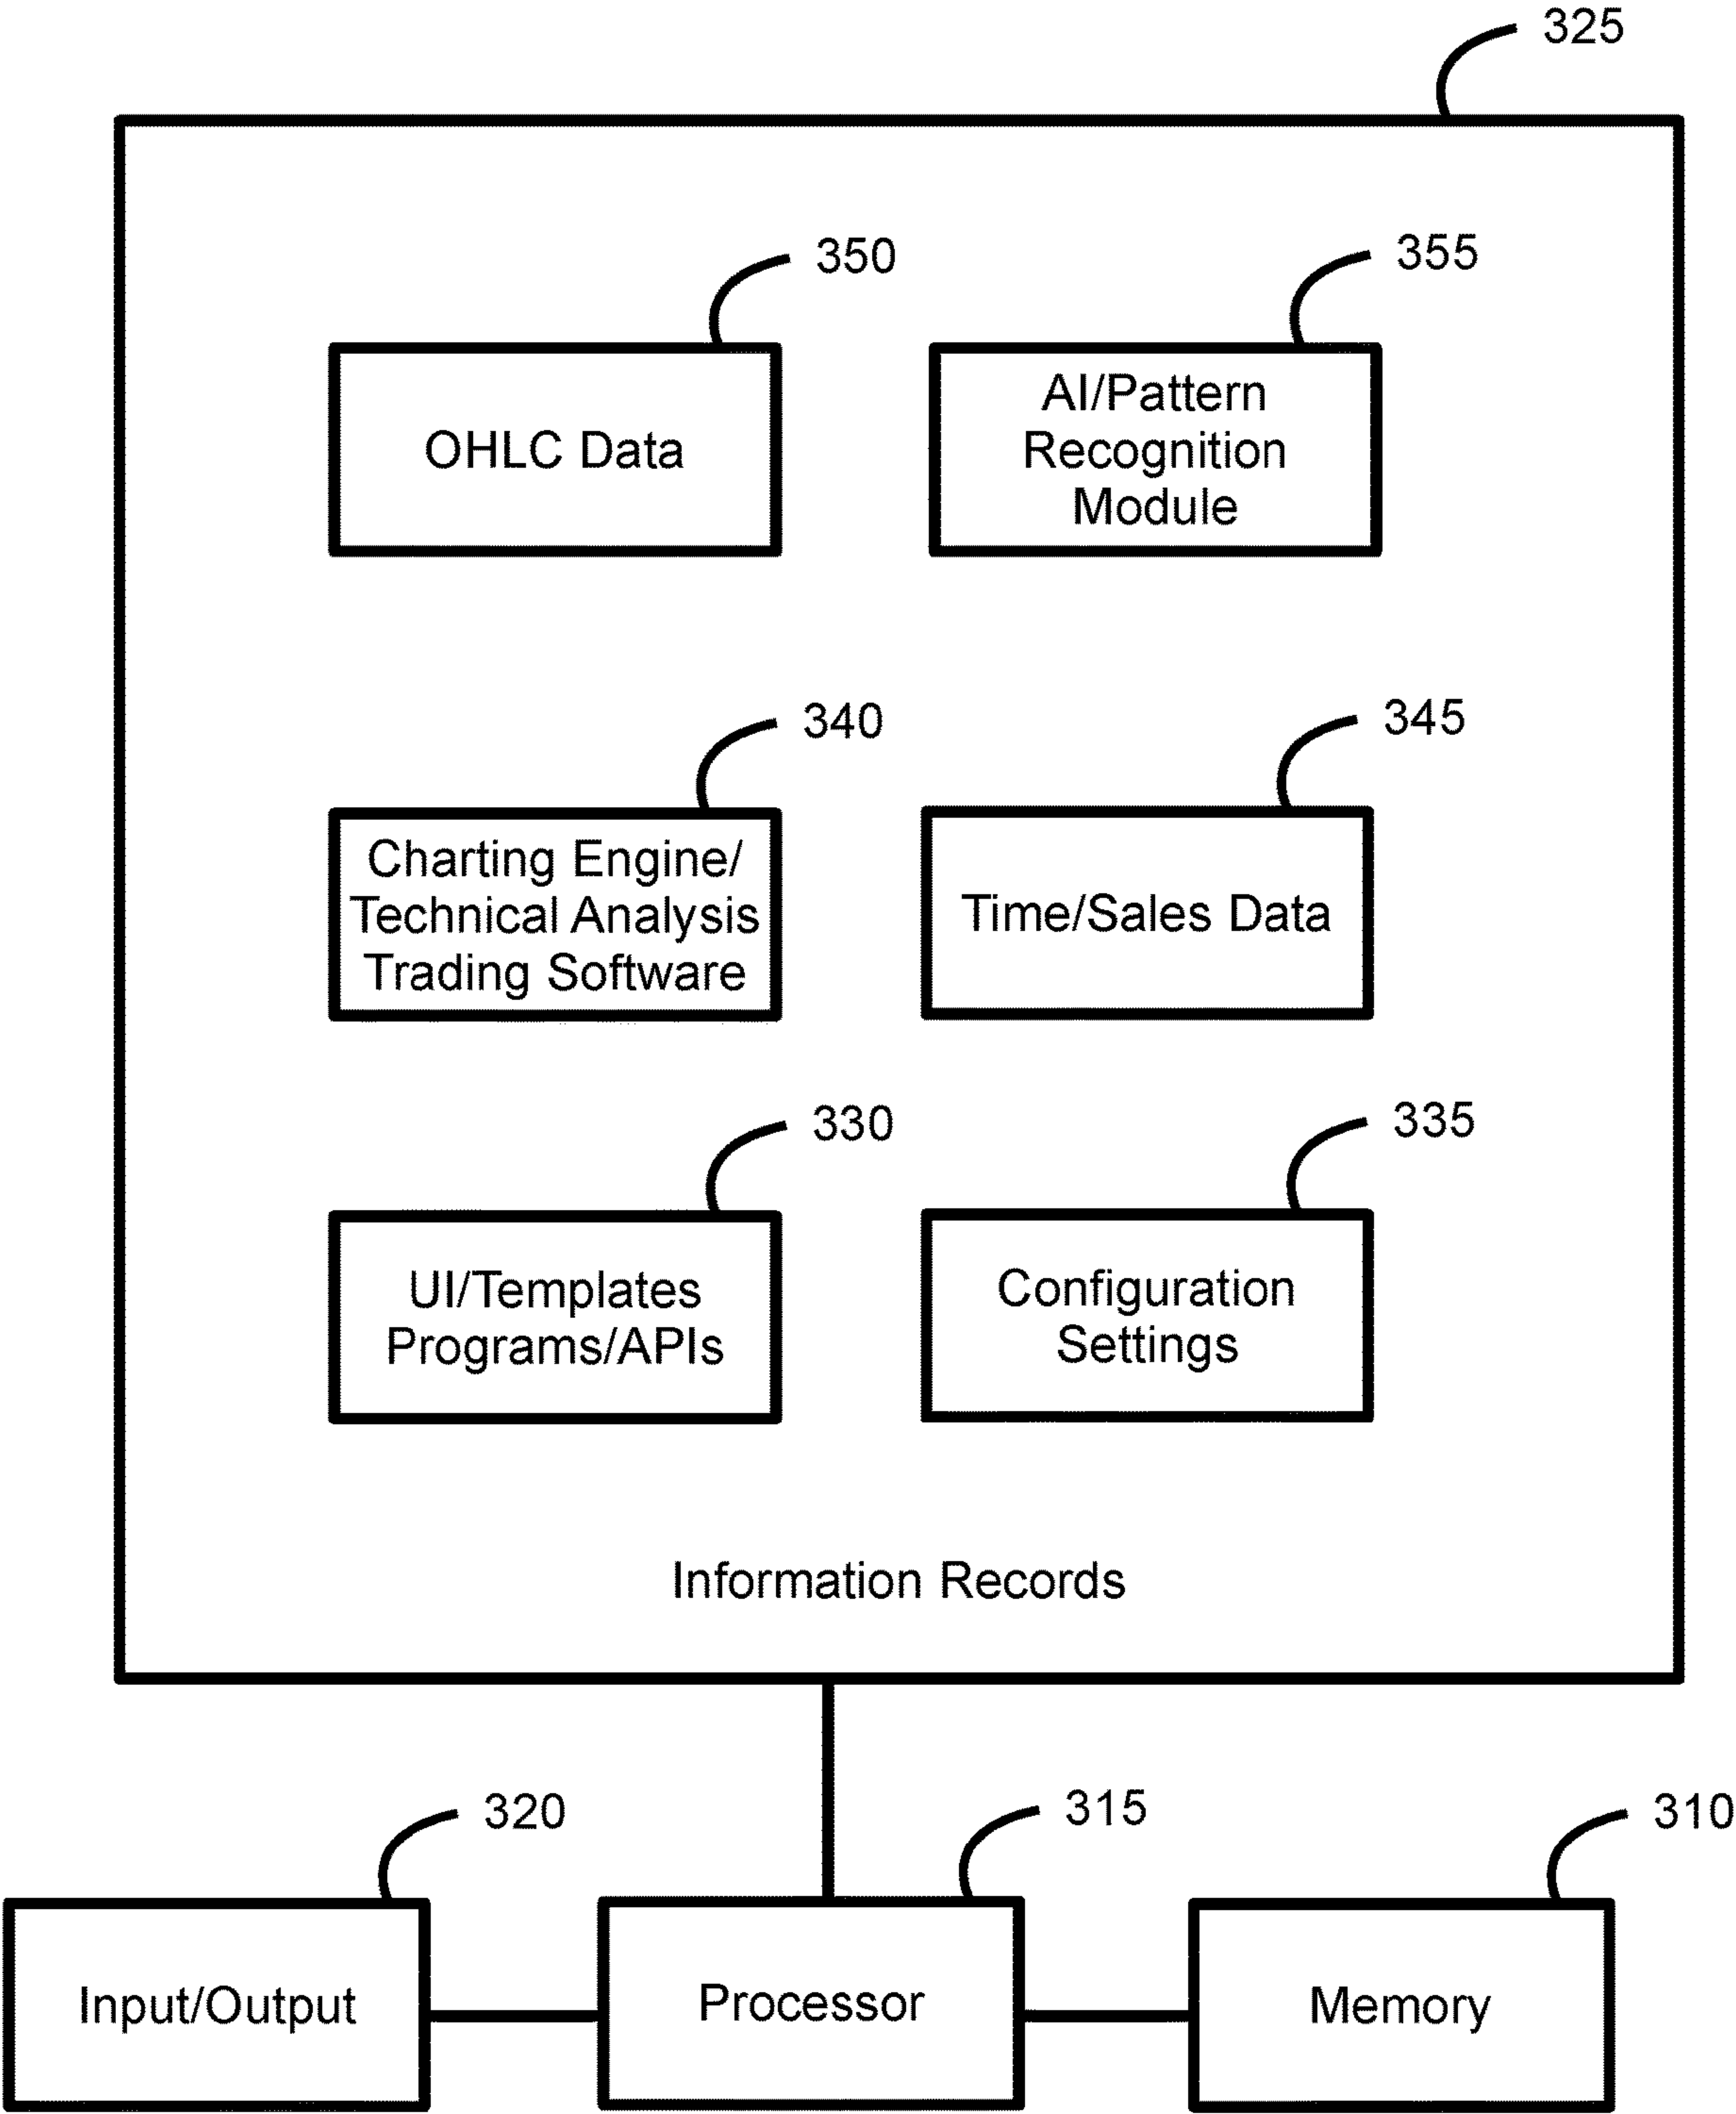 325
350
355
OHLC Data
AI/Pattern
Recognition
Module
340
345
Charting Engine/
Technical Analysis
Trading Software
Time/Sales Data
330
335
UI/Templates
Programs/APIs
Configuration
Settings
Information Records
320
315
310
Input/Output
Processor
Memory